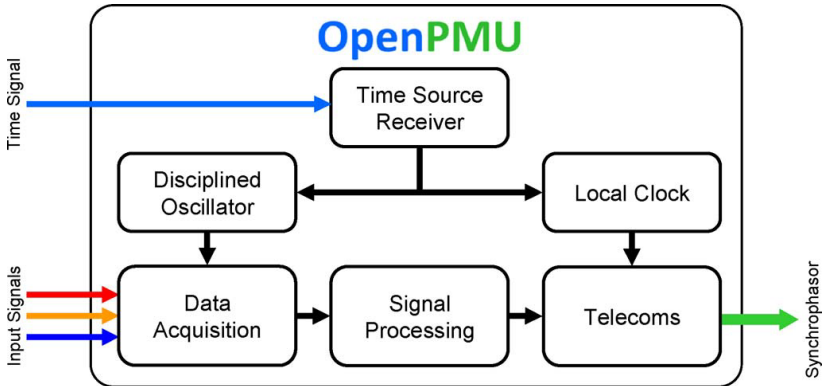 OpenPMU
Time Signal
Time Source
Receiver
Disciplined
Oscillator
Local Clock
Input Signals
Data
Acquisition
Signal
Processing
Telecoms
Synchrophasor